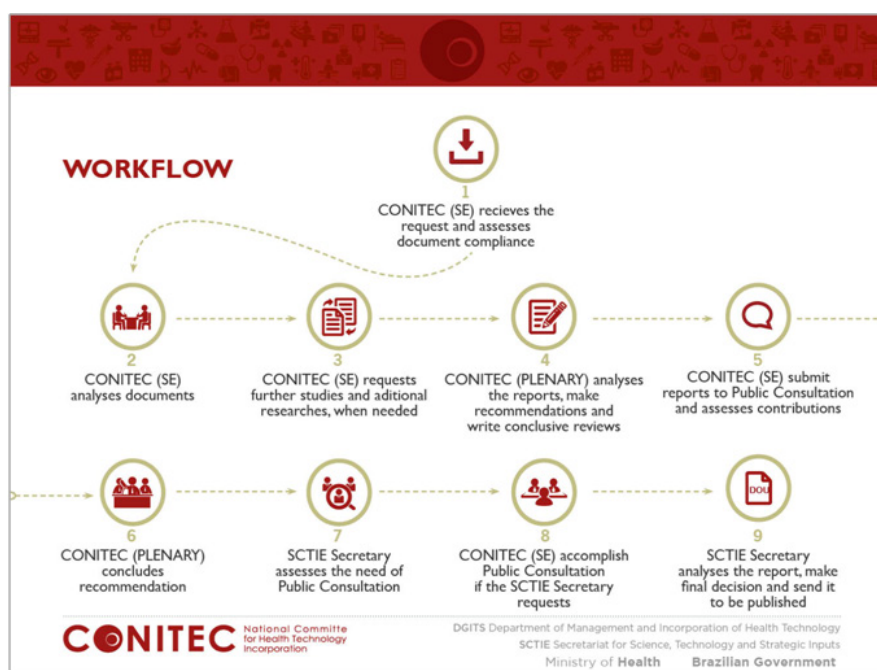 WORKFLOW
1
CONITEC (SE) recieves the
request and assesses
document compliance
2
CONITEC (SE)
analyses documents
3
CONITEC (SE) requests
further studies and aditional
researches, when needed
4
CONITEC (PLENARY) analyses
the reports, make
recommendations and
write conclusive reviews
5
CONITEC (SE) submit
reports to Public Consultation
and assesses contributions
6
CONITEC (PLENARY)
concludes
recommendation
7
SCTIE Secretary
assesses the need of
Public Consultation
8
CONITEC (SE) accomplish
Public Consultation
if the SCTIE Secretary
requests
DOU
9
SCTIE Secretary
analyses the report, make
final decision and send it
to be published
CONITEC
National Committe
for Health Technology
Incorporation
DGITS Department of Management and Incorporation of Health Technology
SCTIE Secretariat for Science, Technology and Strategic Inputs
Ministry of Health Brazilian Government